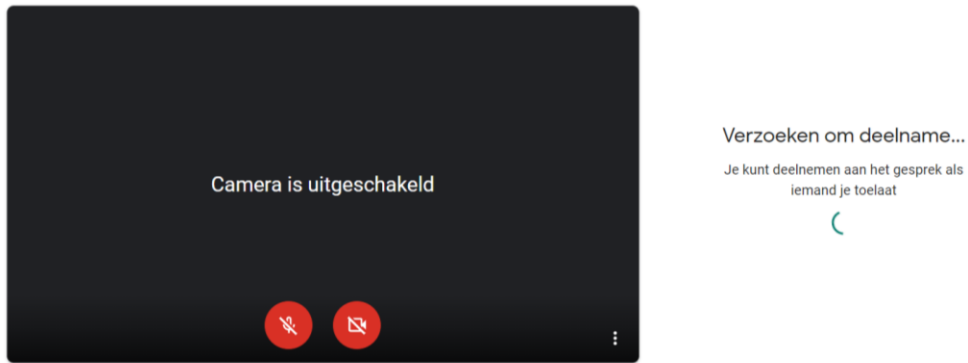 Camera is uitgeschakeld
Verzoeken om deelname...
Je kunt deelnemen aan het gesprek als
iemand je toelaat